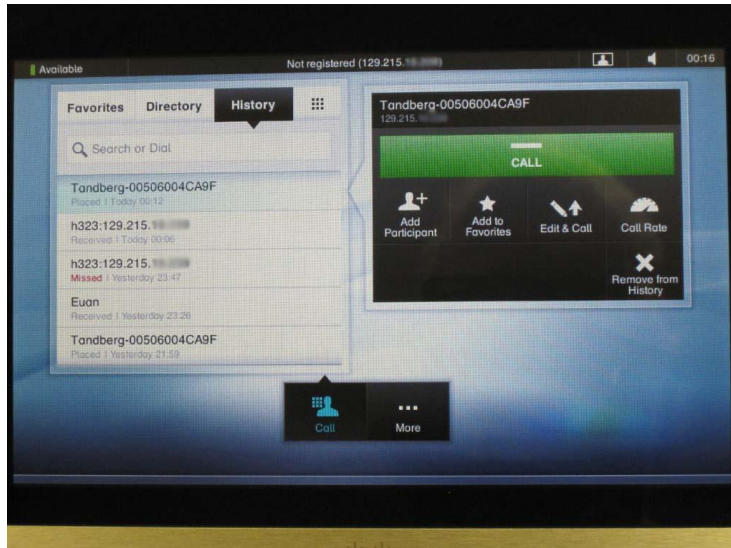 Available
Not registered (129.215.
00:16
Favorites
Directory
History
Search or Dial
Tandberg-00506004CA9F
Placed | Today 00:12
h323:129.215.
Received | Today 00:06
h323:129.215.
Missed | Yesterday 23:47
Euan
Received | Yesterday 23:26
Tandberg-00506004CA9F
Placed | Yesterday 21:59
Tandberg-00506004CA9F
129.215.
CALL
Add
Participant
Add to
Favorites
Edit & Call
Call Rate
Remove from
History
Call
More